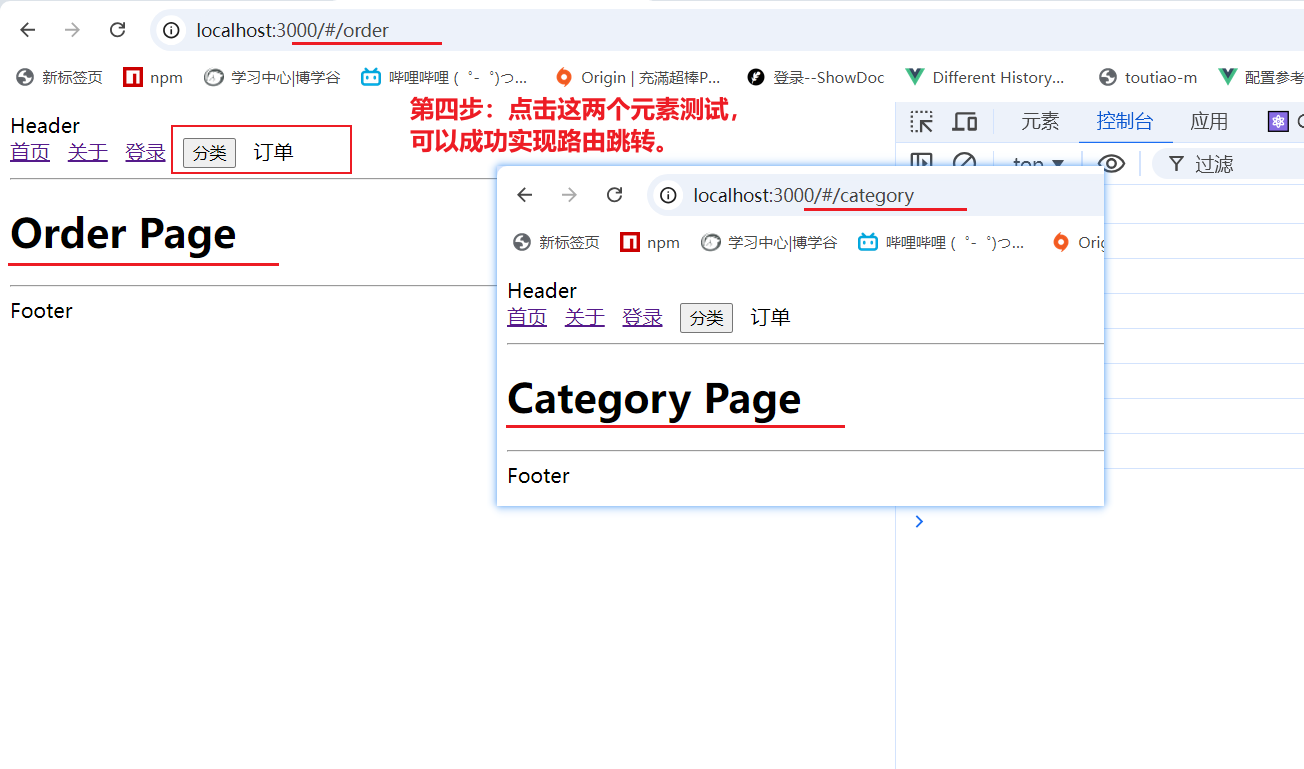 localhost:3000/#/order
新标签页 npm 学习中心|博学谷 哔哩哔哩 (゜-゜)つ... Origin | 充滿超棒P... 登录--ShowDoc Different History... toutiao-m 配置参考
第四步：点击这两个元素测试，
可以成功实现路由跳转。
Header
首页 关于 登录 分类 订单
Order Page
Footer
元素 控制台 应用
top 过滤
localhost:3000/#/category
新标签页 npm 学习中心|博学谷 哔哩哔哩 (゜-゜)つ... Orig
Header
首页 关于 登录 分类 订单
Category Page
Footer